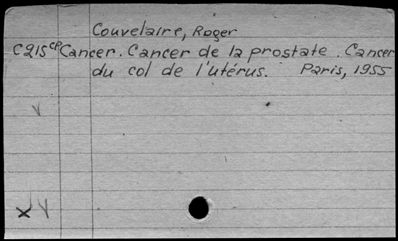 Couvelaire, Roger
C215cp Cancer. Cancer de la prostate. Cancer
du col de l'utérus. Paris, 1955